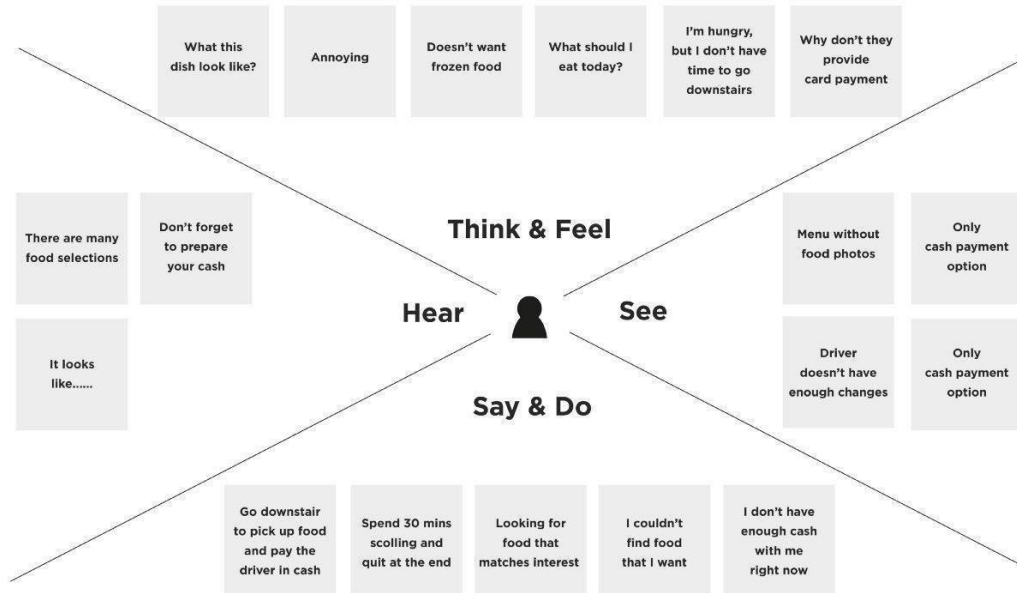 What this
dish look like?
Annoying
Doesn't want
frozen food
What should I
eat today?
I'm hungry,
but I don't have
time to go
downstairs
Why don't they
provide
card payment
There are many
food selections
Don't forget
to prepare
your cash
It looks
like......
Think & Feel
Hear
See
Say & Do
Menu without
food photos
Only
cash payment
option
Driver
doesn't have
enough changes
Only
cash payment
option
Go downstair
to pick up food
and pay the
driver in cash
Spend 30 mins
scolling and
quit at the end
Looking for
food that
matches interest
I couldn't
find food
that I want
I don't have
enough cash
with me
right now